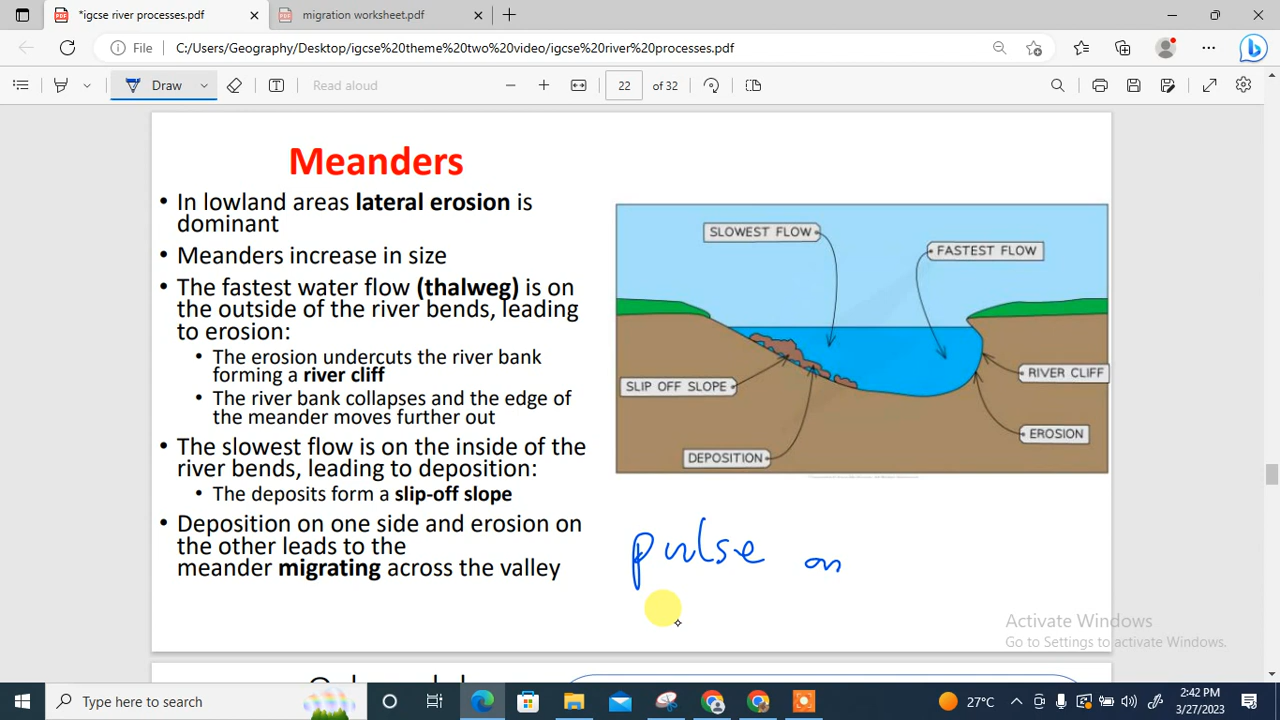 *igcse river processes.pdf
migration worksheet.pdf
File
C:/Users/Geography/Desktop/igcse%20theme%20two%20video/igcse%20river%20processes.pdf
Draw
Read aloud
22 of 32
Meanders
• In lowland areas lateral erosion is
dominant
• Meanders increase in size
• The fastest water flow (thalweg) is on
the outside of the river bends, leading
to erosion:
• The erosion undercuts the river bank
forming a river cliff
• The river bank collapses and the edge of
the meander moves further out
• The slowest flow is on the inside of the
river bends, leading to deposition:
• The deposits form a slip-off slope
• Deposition on one side and erosion on
the other leads to the
meander migrating across the valley
SLOWEST FLOW
FASTEST FLOW
SLIP OFF SLOPE
RIVER CLIFF
EROSION
DEPOSITION
pulse on
Activate Windows
Go to Settings to activate Windows.
Type here to search
27°C
2:42 PM
3/27/2023